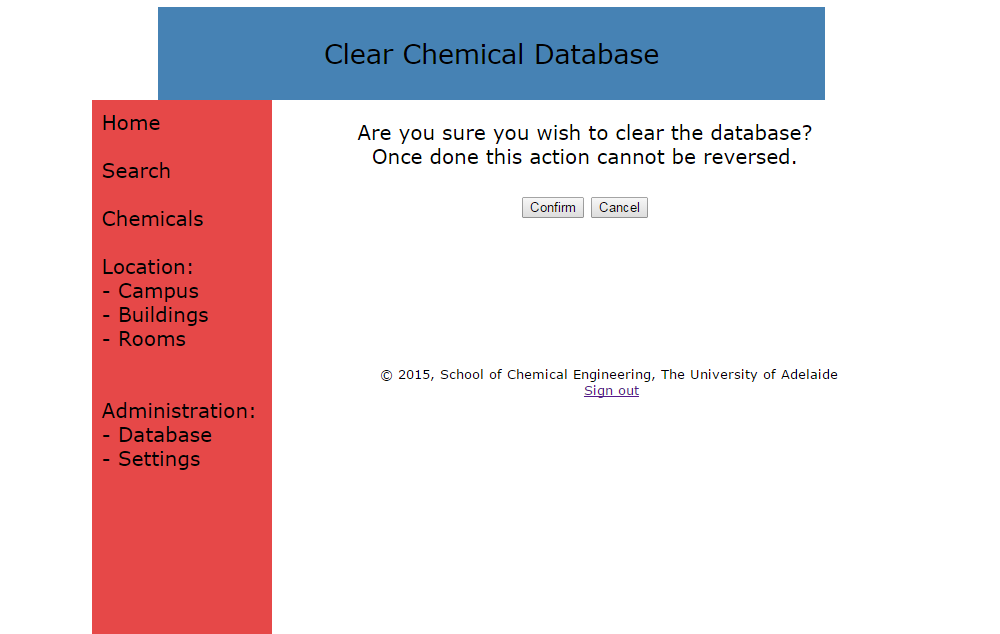 Clear Chemical Database
Home
Search
Chemicals
Location:
- Campus
- Buildings
- Rooms
Administration:
- Database
- Settings
Are you sure you wish to clear the database?
Once done this action cannot be reversed.
Confirm Cancel
© 2015, School of Chemical Engineering, The University of Adelaide
Sign out